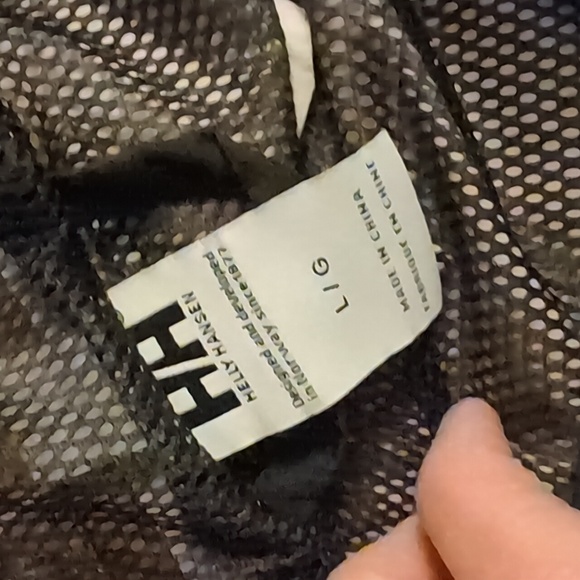 HH
HELLY HANSEN
Designed and developed
in Norway since 1877
L/G
MADE IN CHINA
FABRIQUÉ EN CHINE